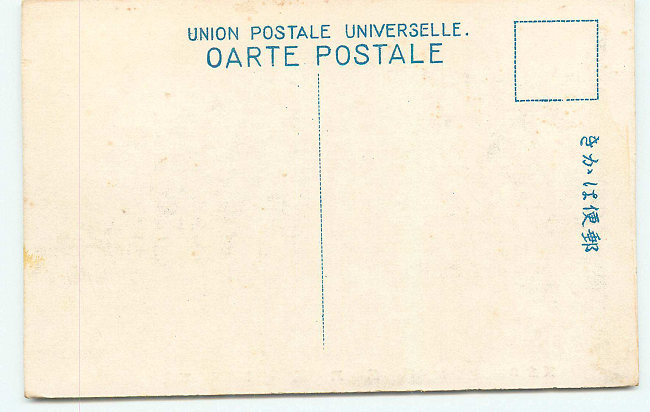 UNION POSTALE UNIVERSELLE.
OARTE POSTALE
郵便はかき